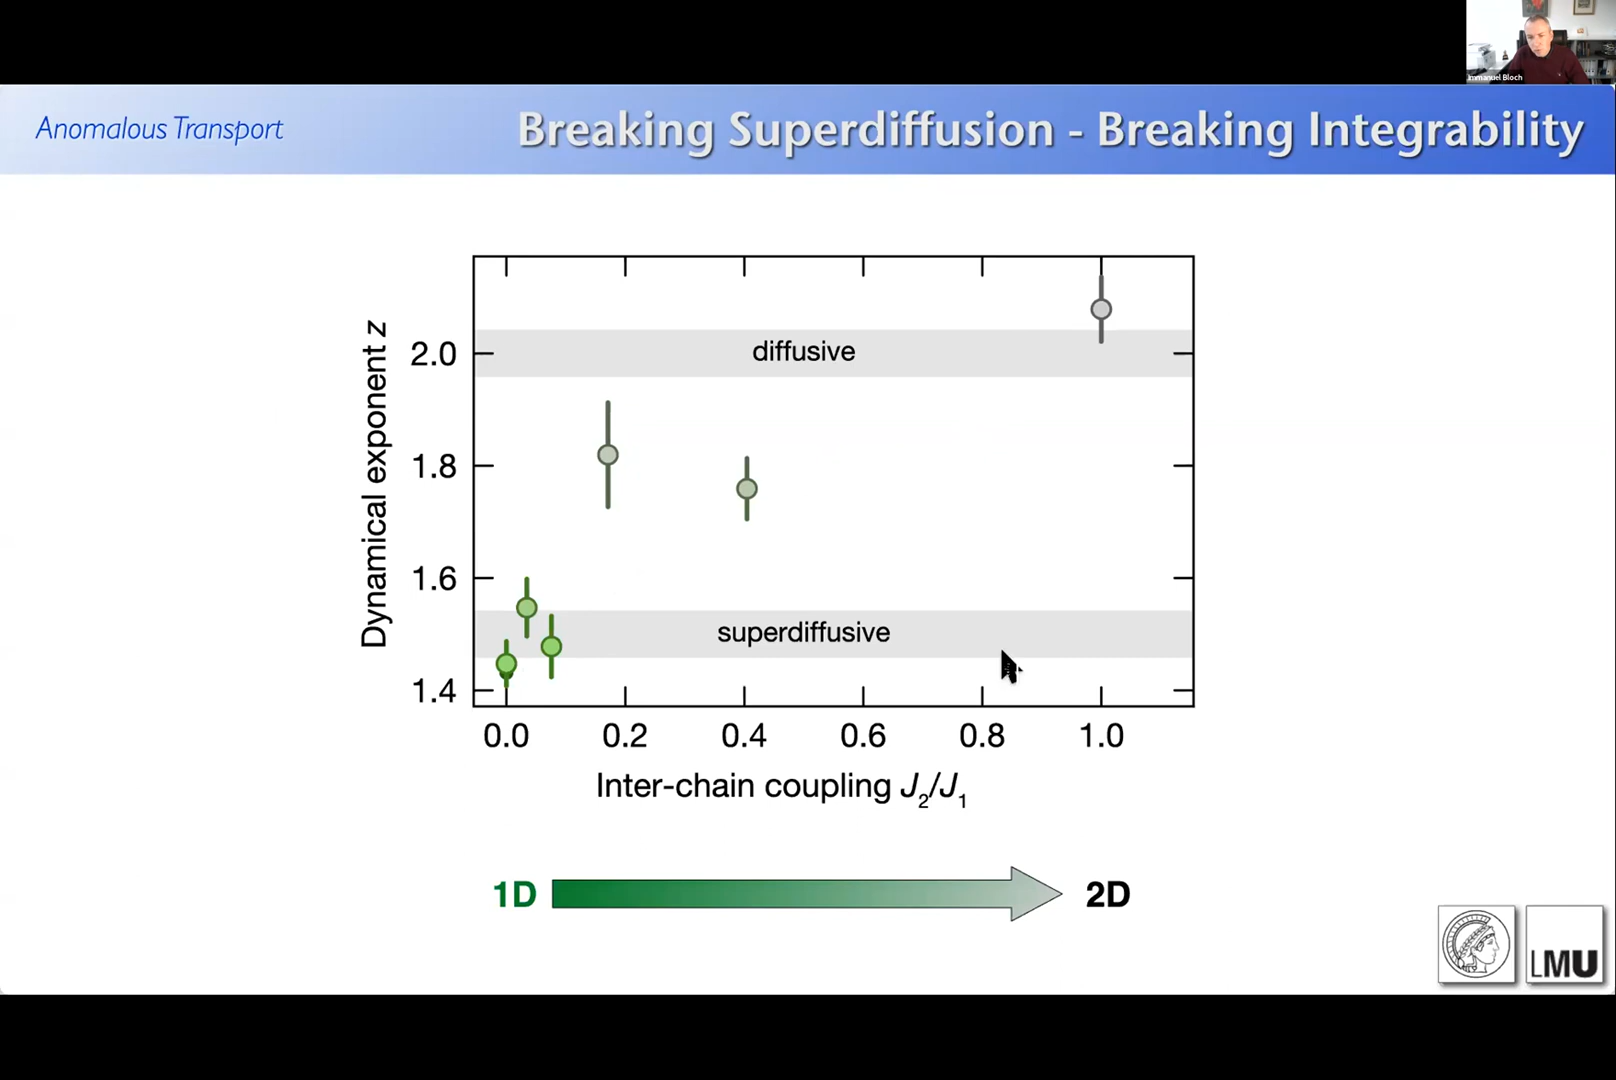 Immanuel Bloch
Anomalous Transport
Breaking Superdiffusion - Breaking Integrability
Dynamical exponent z
2.0
1.8
1.6
1.4
diffusive
superdiffusive
0.0 0.2 0.4 0.6 0.8 1.0
Inter-chain coupling J2/J1
1D
2D
LMU